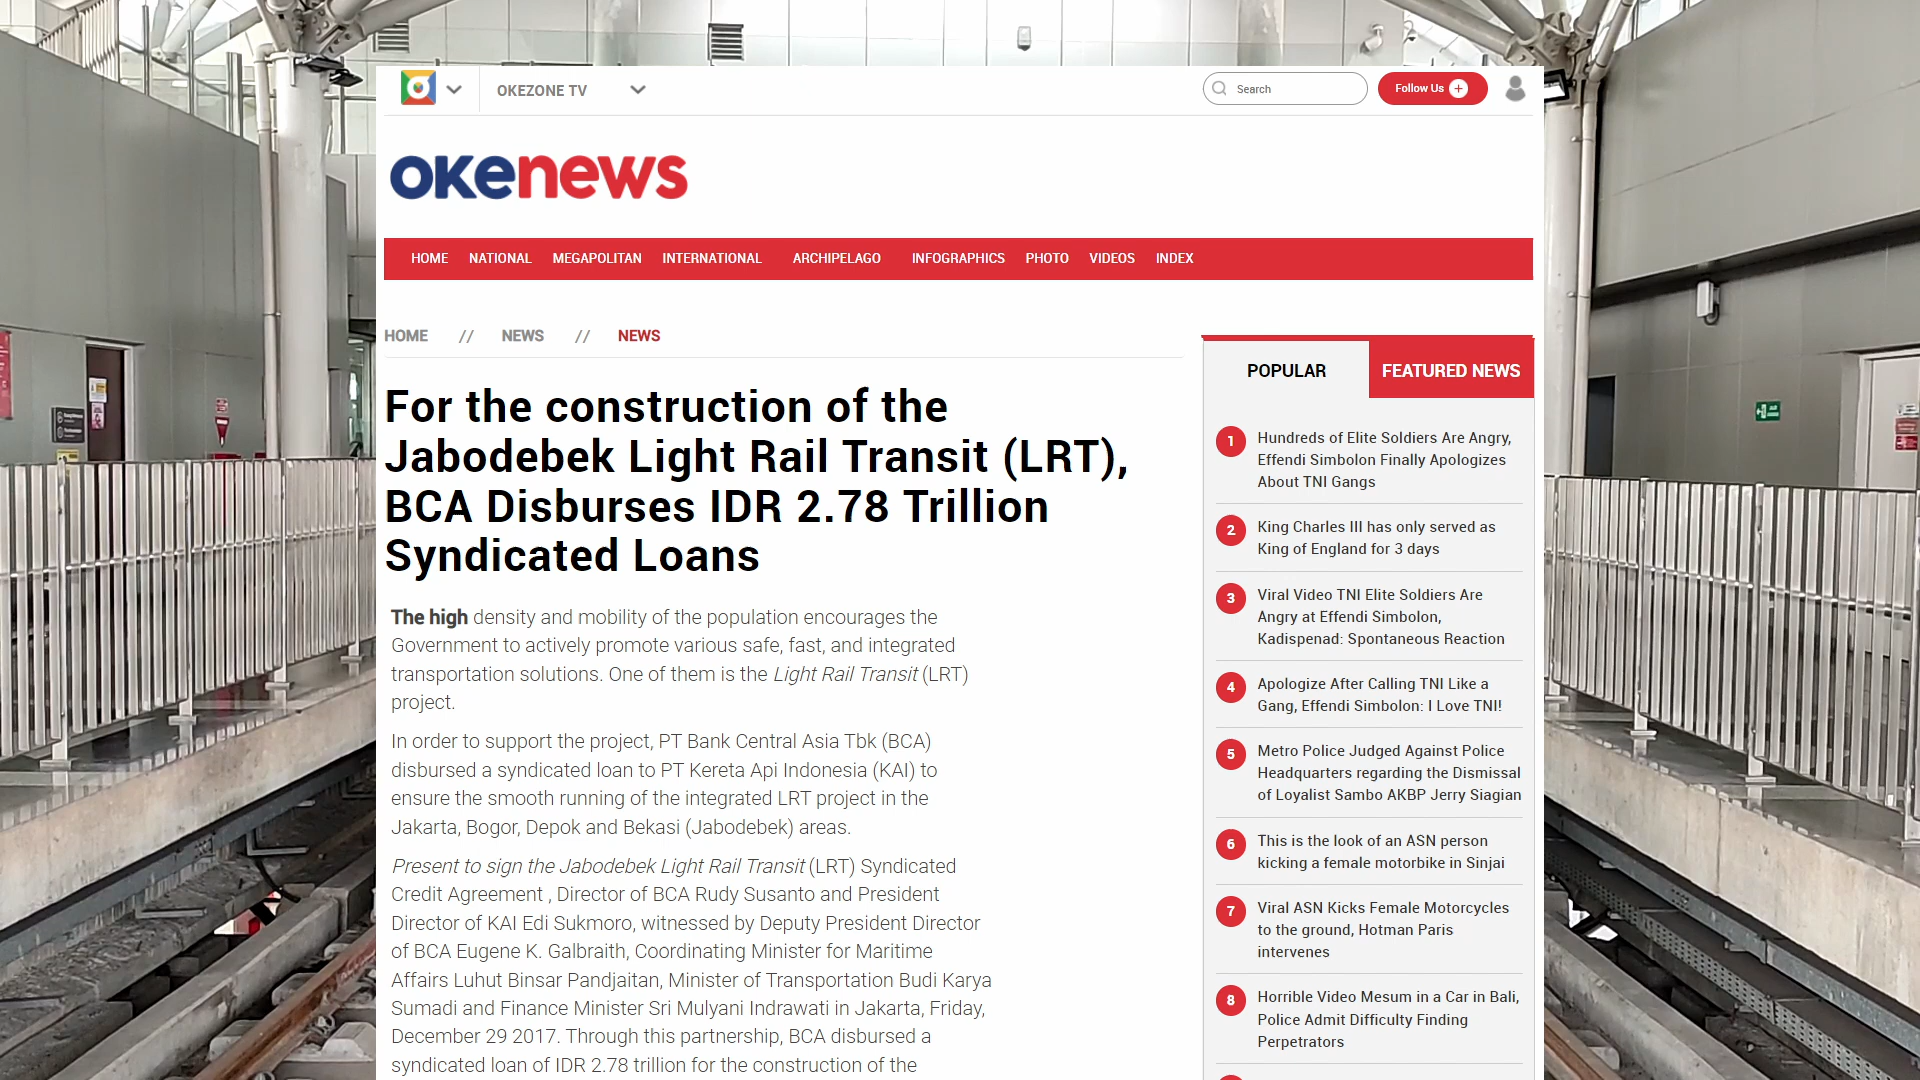 OKEZONE TV
Search
Follow Us
okenews
HOME NATIONAL MEGAPOLITAN INTERNATIONAL ARCHIPELAGO INFOGRAPHICS PHOTO VIDEOS INDEX
HOME // NEWS // NEWS
For the construction of the
Jabodebek Light Rail Transit (LRT),
BCA Disburses IDR 2.78 Trillion
Syndicated Loans
The high density and mobility of the population encourages the
Government to actively promote various safe, fast, and integrated
transportation solutions. One of them is the Light Rail Transit (LRT)
project.
In order to support the project, PT Bank Central Asia Tbk (BCA)
disbursed a syndicated loan to PT Kereta Api Indonesia (KAI) to
ensure the smooth running of the integrated LRT project in the
Jakarta, Bogor, Depok and Bekasi (Jabodebek) areas.
Present to sign the Jabodebek Light Rail Transit (LRT) Syndicated
Credit Agreement , Director of BCA Rudy Susanto and President
Director of KAI Edi Sukmoro, witnessed by Deputy President Director
of BCA Eugene K. Galbraith, Coordinating Minister for Maritime
Affairs Luhut Binsar Pandjaitan, Minister of Transportation Budi Karya
Sumadi and Finance Minister Sri Mulyani Indrawati in Jakarta, Friday,
December 29 2017. Through this partnership, BCA disbursed a
syndicated loan of IDR 2.78 trillion for the construction of the
POPULAR FEATURED NEWS
1 Hundreds of Elite Soldiers Are Angry,
Effendi Simbolon Finally Apologizes
About TNI Gangs
2 King Charles III has only served as
King of England for 3 days
3 Viral Video TNI Elite Soldiers Are
Angry at Effendi Simbolon,
Kadispenad: Spontaneous Reaction
4 Apologize After Calling TNI Like a
Gang, Effendi Simbolon: I Love TNI!
5 Metro Police Judged Against Police
Headquarters regarding the Dismissal
of Loyalist Sambo AKBP Jerry Siagian
6 This is the look of an ASN person
kicking a female motorbike in Sinjai
7 Viral ASN Kicks Female Motorcycles
to the ground, Hotman Paris
intervenes
8 Horrible Video Mesum in a Car in Bali,
Police Admit Difficulty Finding
Perpetrators